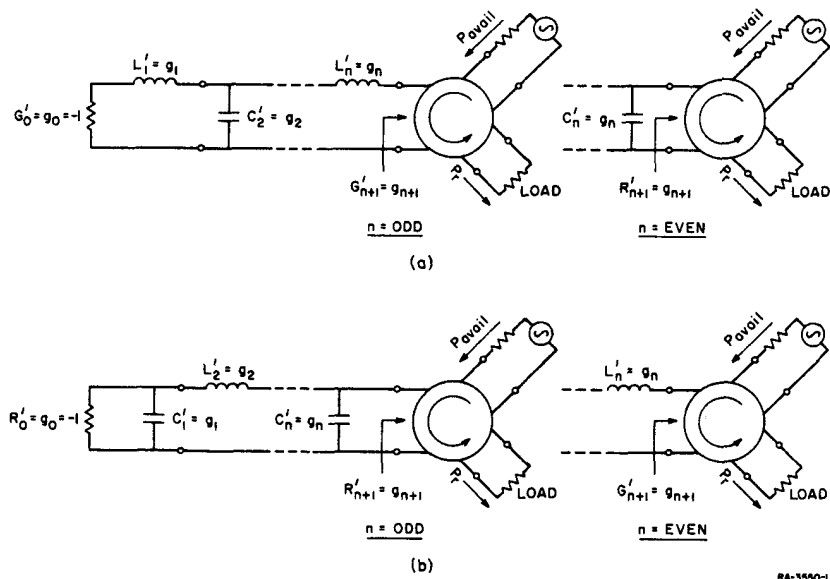 Pavail
S
L'1 = g1
L'n = gn
G'0 = g0 = -1
C'2 = g2
G'n+1 = gn+1
Pr
LOAD
n = ODD
Pavail
S
C'n = gn
R'n+1 = gn+1
Pr
LOAD
n = EVEN
(a)
Pavail
S
L'2 = g2
R'0 = g0 = -1
C'1 = g1
C'n = gn
R'n+1 = gn+1
Pr
LOAD
n = ODD
Pavail
S
L'n = gn
G'n+1 = gn+1
Pr
LOAD
n = EVEN
(b)
RA-3550-1